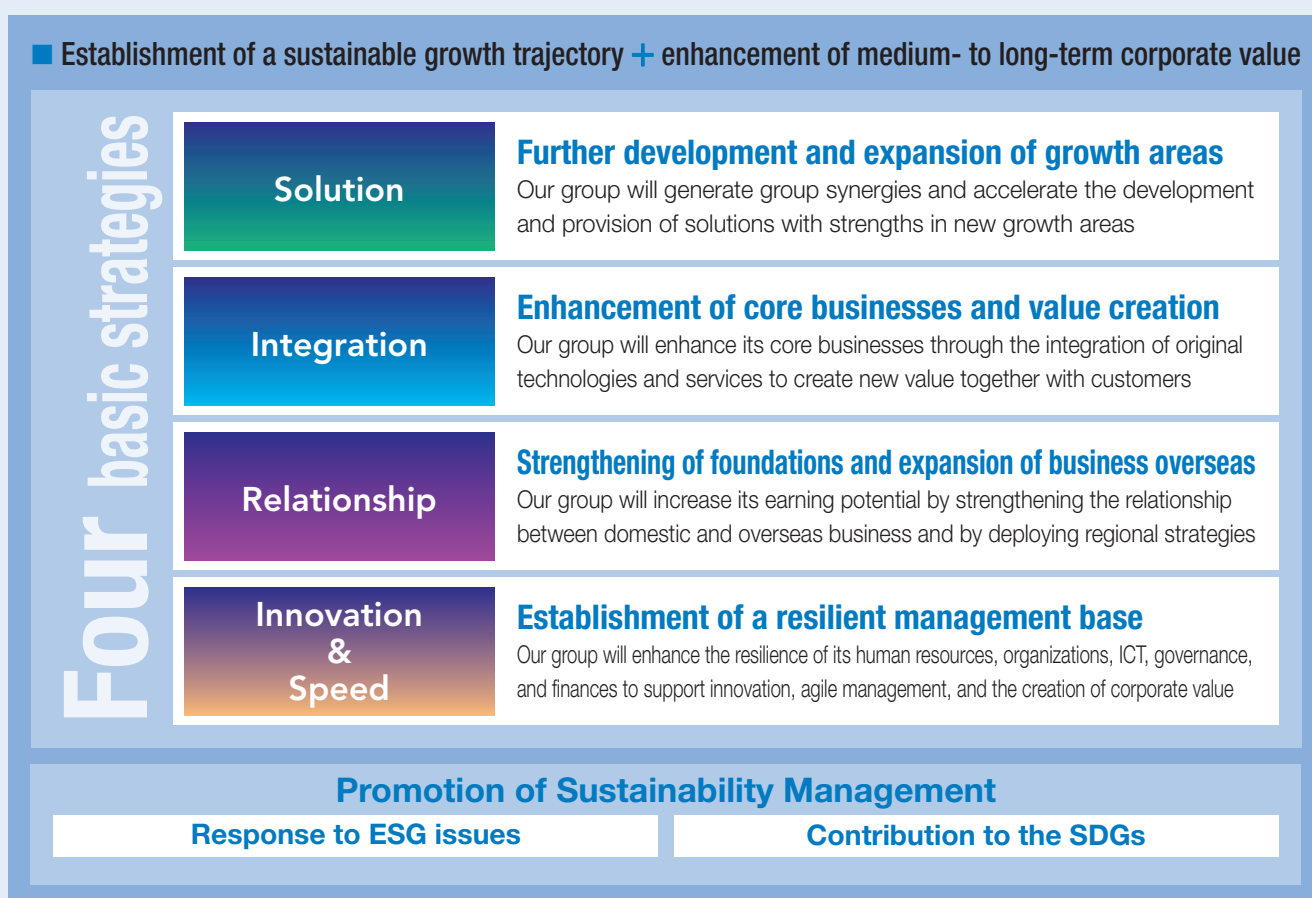 ■ Establishment of a sustainable growth trajectory + enhancement of medium- to long-term corporate value
Four basic strategies
Solution
Further development and expansion of growth areas
Our group will generate group synergies and accelerate the development
and provision of solutions with strengths in new growth areas
Integration
Enhancement of core businesses and value creation
Our group will enhance its core businesses through the integration of original
technologies and services to create new value together with customers
Relationship
Strengthening of foundations and expansion of business overseas
Our group will increase its earning potential by strengthening the relationship
between domestic and overseas business and by deploying regional strategies
Innovation
&
Speed
Establishment of a resilient management base
Our group will enhance the resilience of its human resources, organizations, ICT, governance,
and finances to support innovation, agile management, and the creation of corporate value
Promotion of Sustainability Management
Response to ESG issues
Contribution to the SDGs